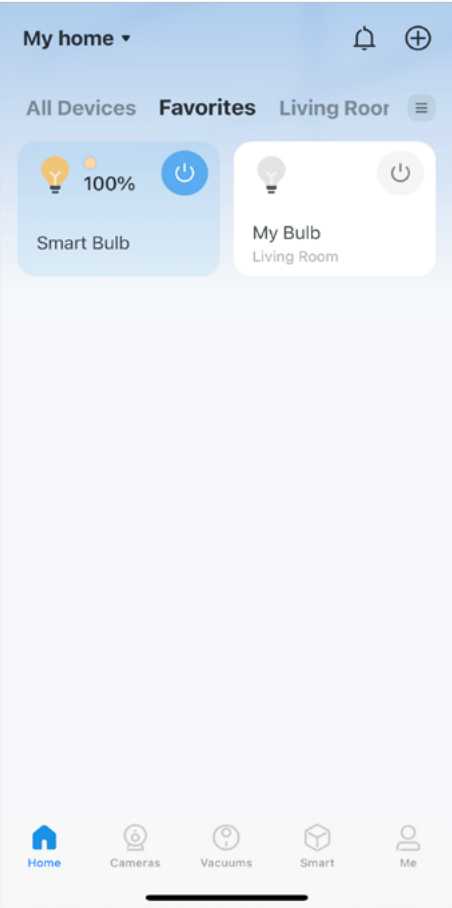 My home
All Devices Favorites Living Roor
100%
Smart Bulb
My Bulb
Living Room
Home Cameras Vacuums Smart Me